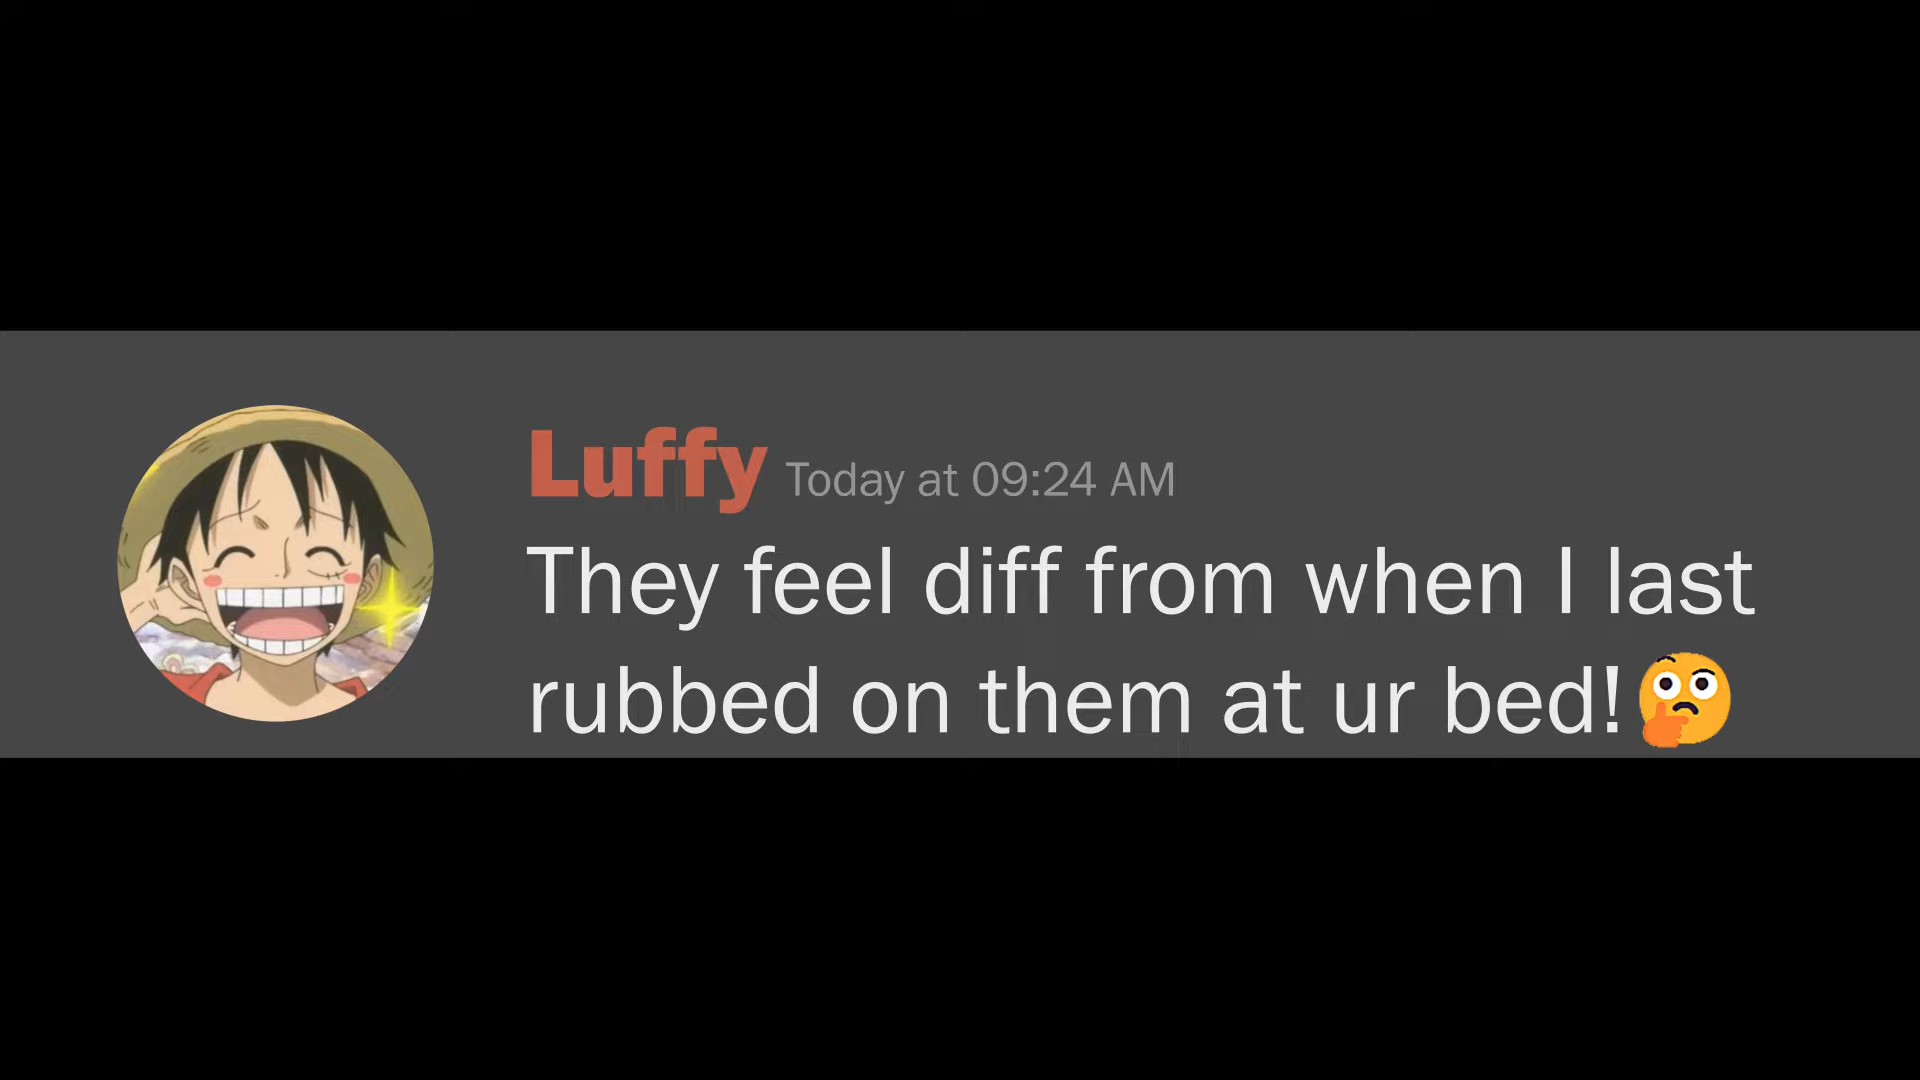 Luffy Today at 09:24 AM
They feel diff from when I last
rubbed on them at ur bed!🤔